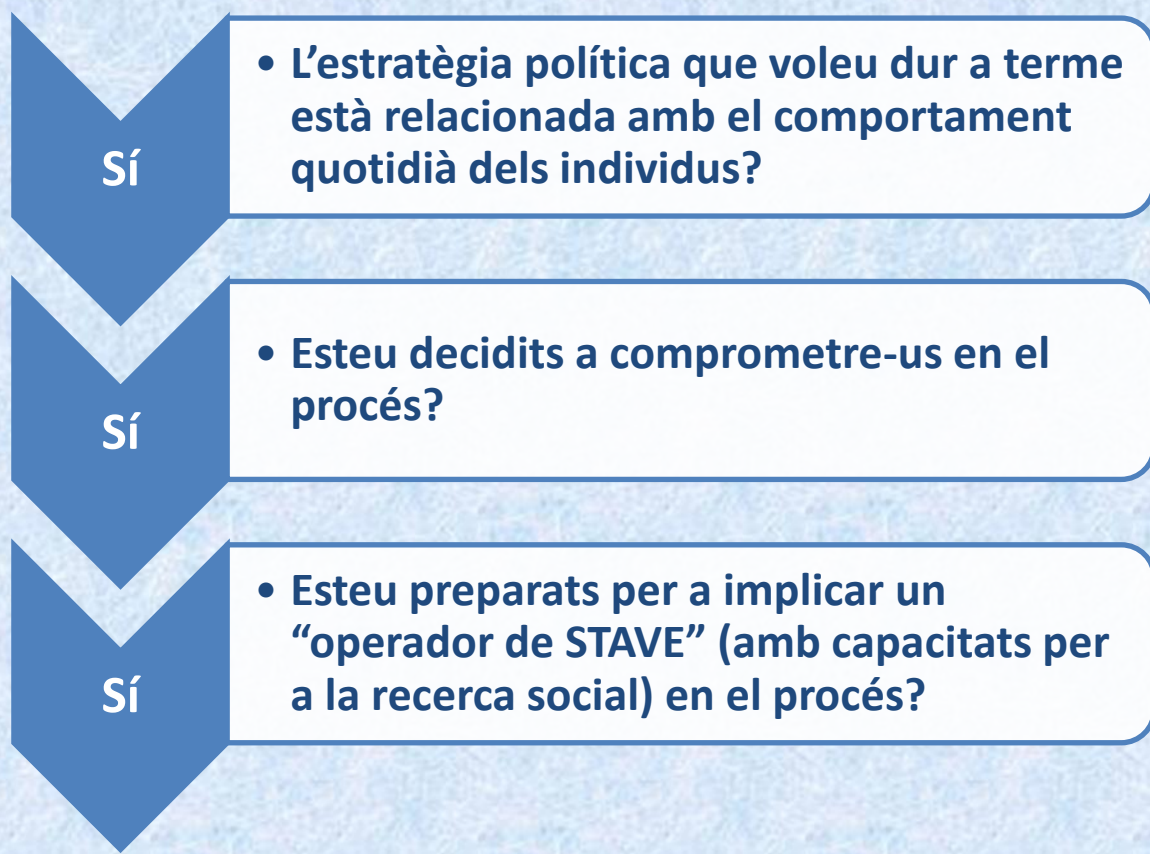 Sí
• L’estratègia política que voleu dur a terme
està relacionada amb el comportament
quotidià dels individus?
Sí
• Esteu decidits a comprometre-us en el
procés?
Sí
• Esteu preparats per a implicar un
“operador de STAVE” (amb capacitats per
a la recerca social) en el procés?